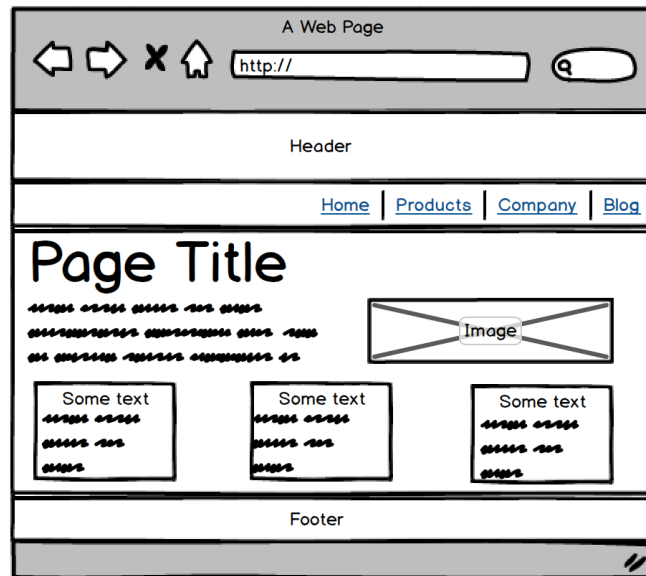 A Web Page
http://
Header
Home Products Company Blog
Page Title
Image
Some text Some text Some text
Footer